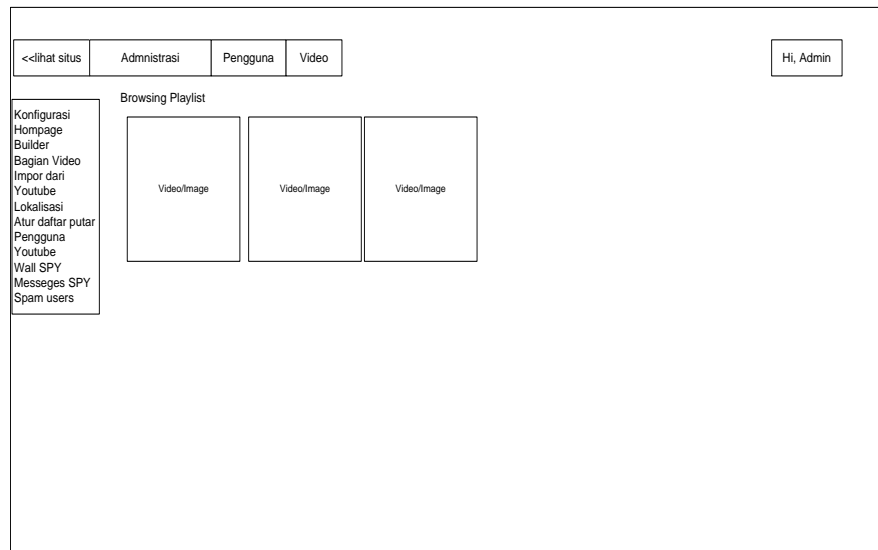 <<lihat situs
Admnistrasi
Pengguna
Video
Hi, Admin
Browsing Playlist
Konfigurasi
Hompage
Builder
Bagian Video
Impor dari
Youtube
Lokalisasi
Atur daftar putar
Pengguna
Youtube
Wall SPY
Messeges SPY
Spam users
Video/Image
Video/Image
Video/Image